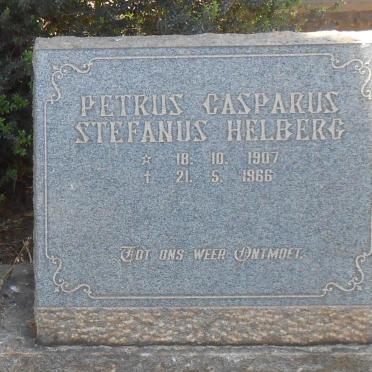 PETRUS CASPARUS
STEFANUS HELBERG
☆ 18. 10. 1907
† 21. 5. 1966
TOT ONS WEER ONTMOET.